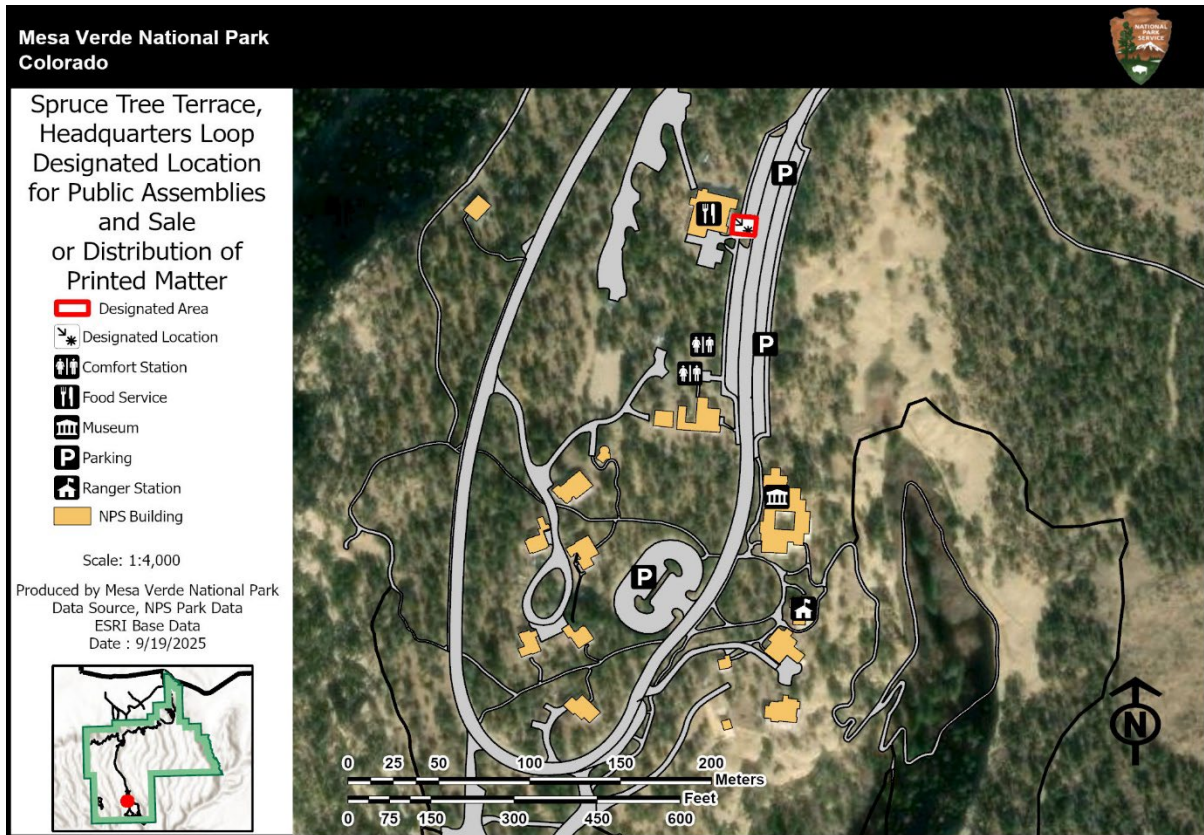 Mesa Verde National Park
Colorado
NATIONAL
PARK
SERVICE
Spruce Tree Terrace,
Headquarters Loop
Designated Location
for Public Assemblies
and Sale
or Distribution of
Printed Matter
Designated Area
Designated Location
Comfort Station
Food Service
Museum
P Parking
Ranger Station
NPS Building
Scale: 1:4,000
Produced by Mesa Verde National Park
Data Source, NPS Park Data
ESRI Base Data
Date : 9/19/2025
P
P
P
N
0 25 50 100 150 200
Meters
Feet
0 75 150 300 450 600